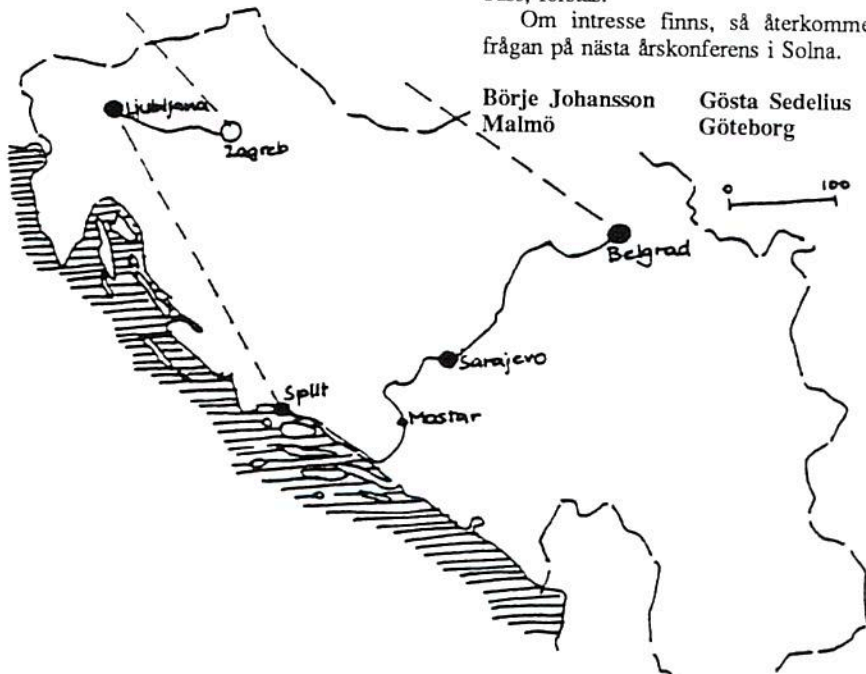 Om intresse finns, så återkomme
frågan på nästa årskonferens i Solna.
Börje Johansson Gösta Sedelius
Malmö Göteborg
Ljubljana
Zagreb
0 100
Belgrad
Sarajevo
Split
Mostar